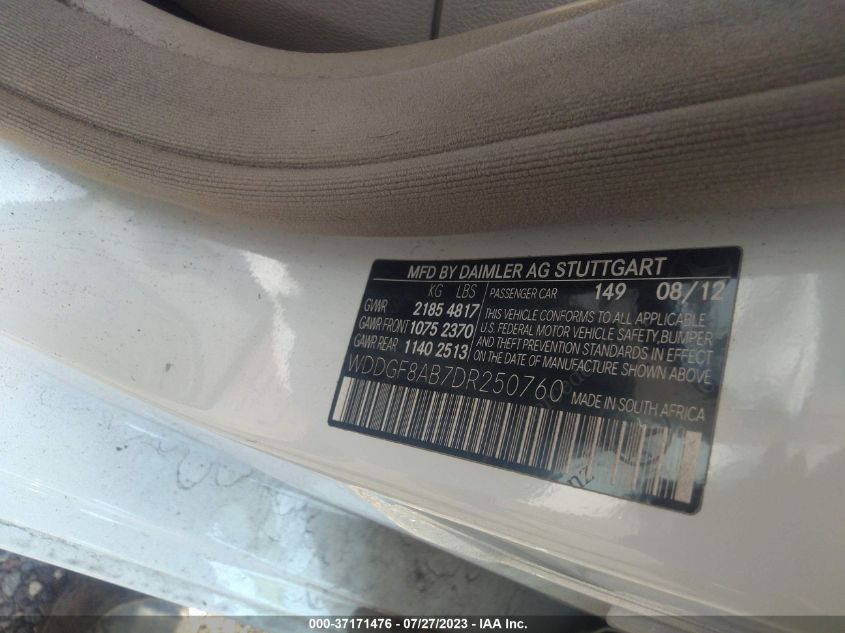 MFD BY DAIMLER AG STUTTGART
KG LBS
GVWR 2185 4817
GAWR FRONT 1075 2370
GAWR REAR 1140 2513
PASSENGER CAR 149 08/12
THIS VEHICLE CONFORMS TO ALL APPLICABLE
U.S. FEDERAL MOTOR VEHICLE SAFETY, BUMPER
AND THEFT PREVENTION STANDARDS IN EFFECT
ON THE DATE OF MANUFACTURE SHOWN ABOVE.
WDDGF8AB7DR250760
MADE IN SOUTH AFRICA
000-37171476 - 07/27/2023 - IAA Inc.